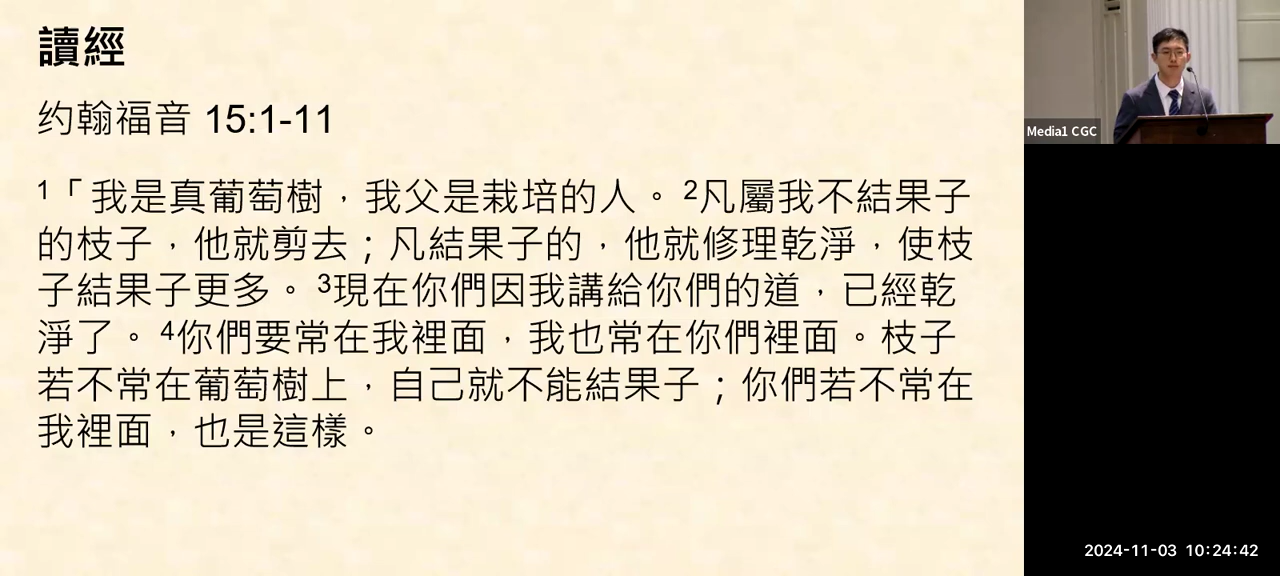 讀經
约翰福音 15:1-11
1「我是真葡萄樹，我父是栽培的人。 2凡屬我不結果子
的枝子，他就剪去；凡結果子的，他就修理乾淨，使枝
子結果子更多。 3現在你們因我講給你們的道，已經乾
淨了。 4你們要常在我裡面，我也常在你們裡面。枝子
若不常在葡萄樹上，自己就不能結果子；你們若不常在
我裡面，也是這樣。
Media1 CGC
2024-11-03 10:24:42